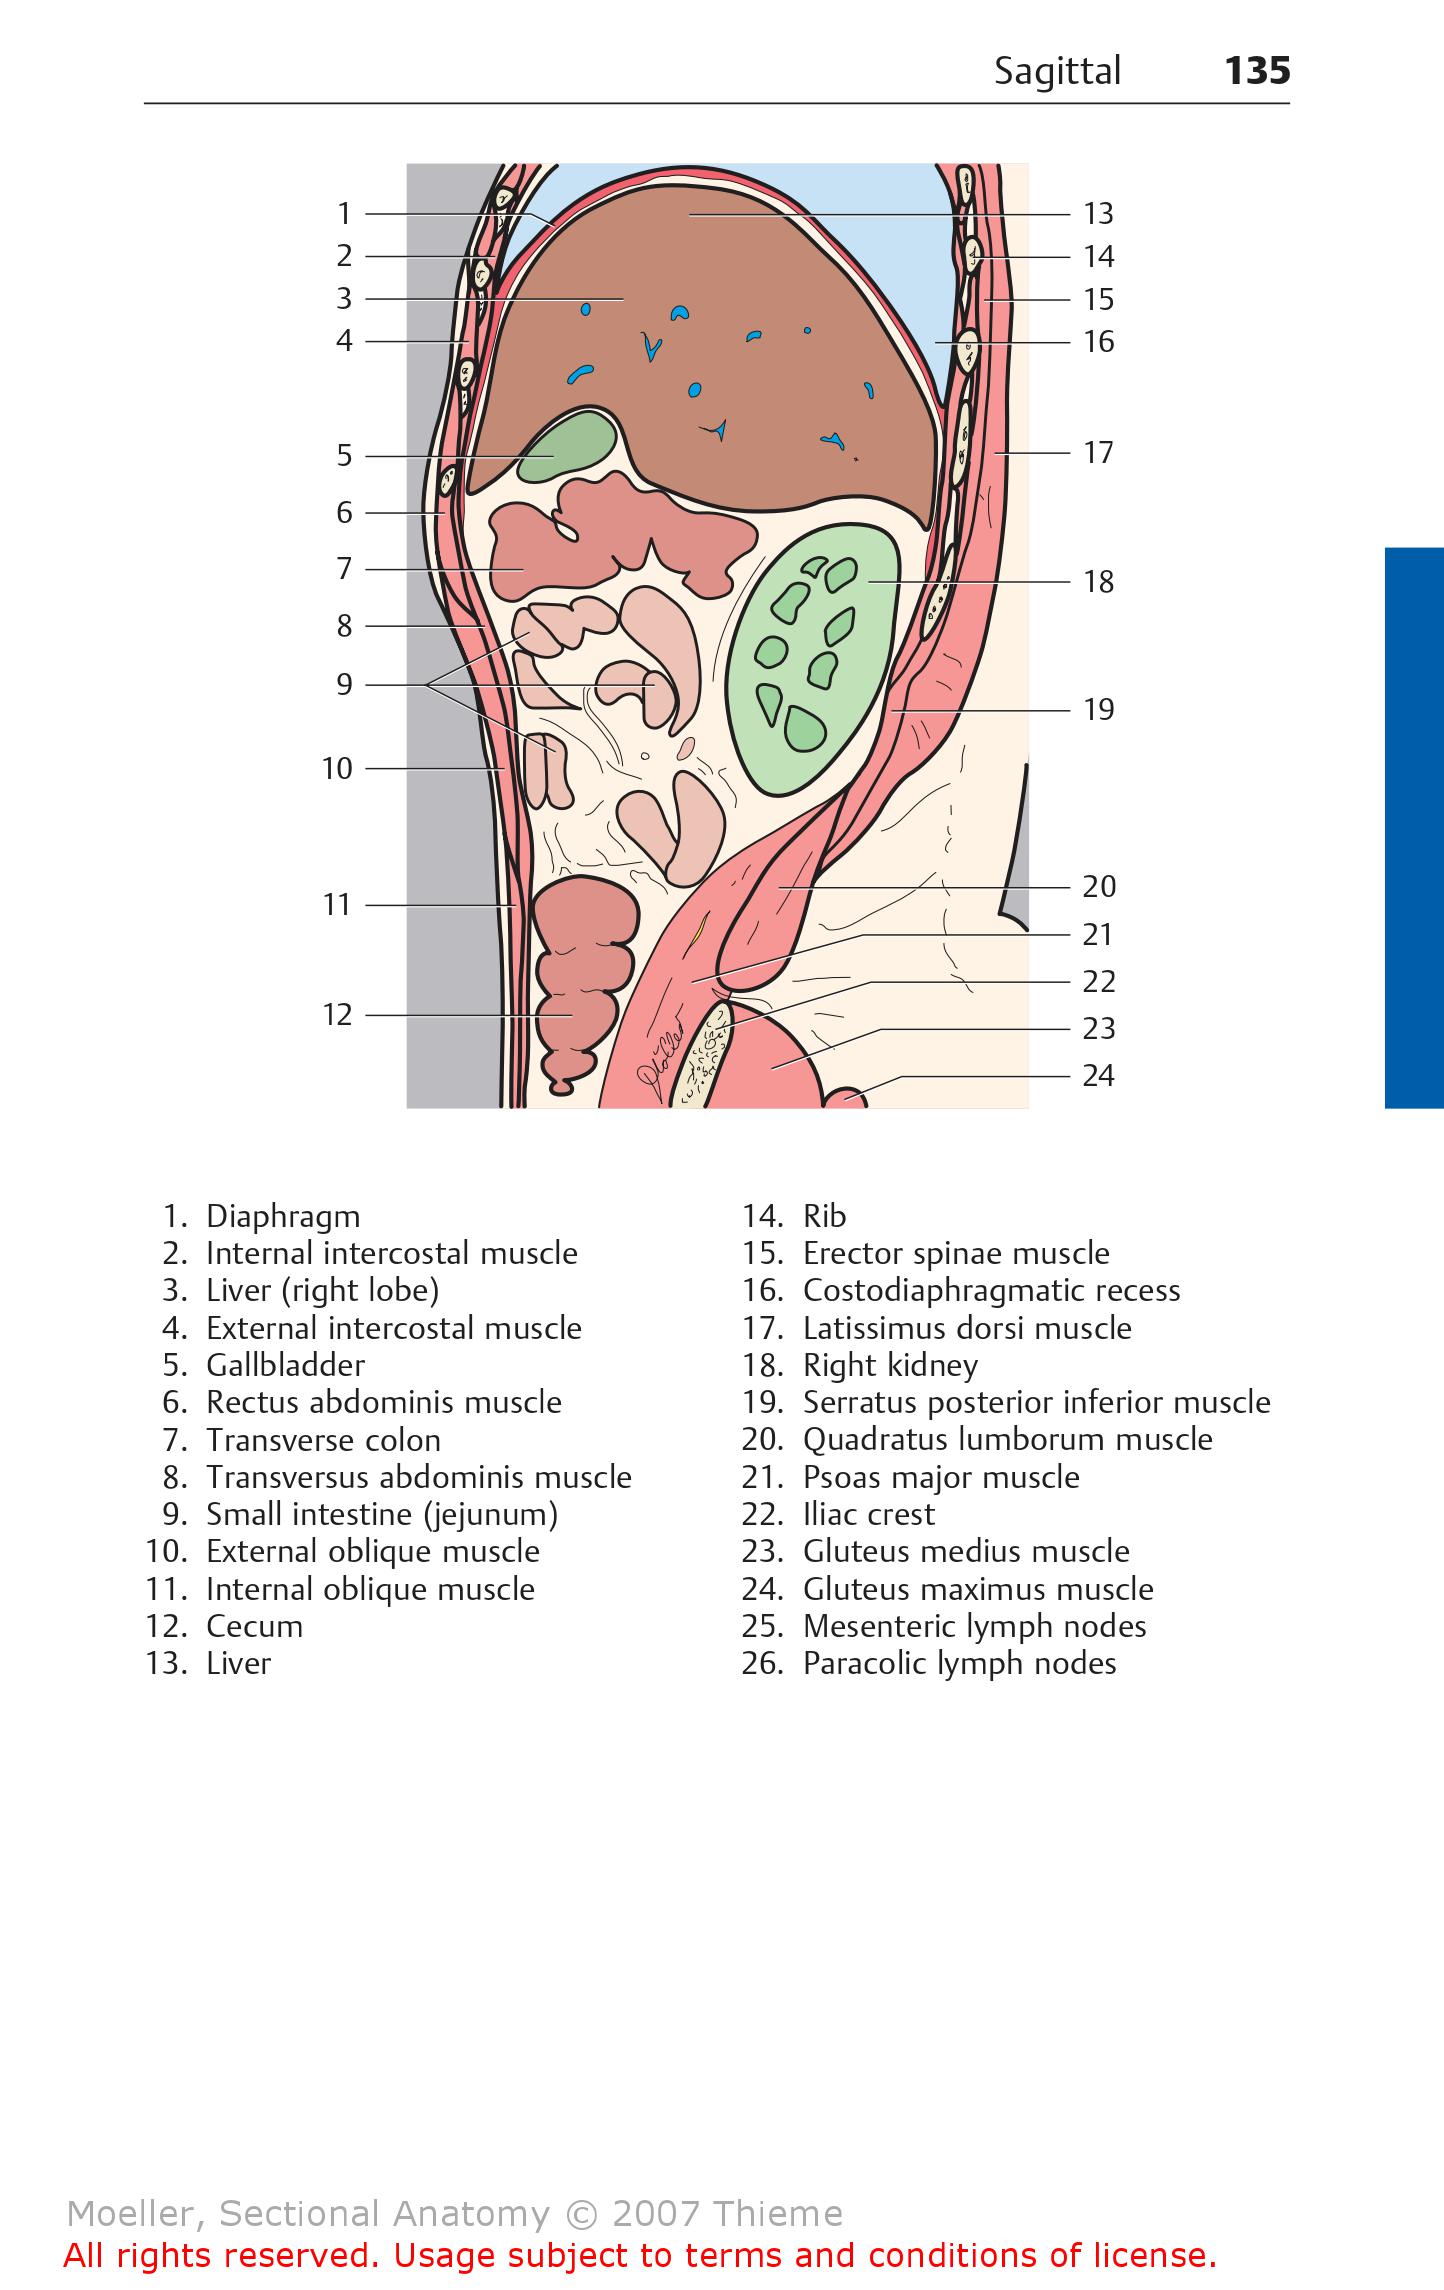 Sagittal 135
1 13
2 14
3 15
4 16
5 17
6
7 18
8
9 19
10
11 20
21
12 22
23
24
1. Diaphragm
2. Internal intercostal muscle
3. Liver (right lobe)
4. External intercostal muscle
5. Gallbladder
6. Rectus abdominis muscle
7. Transverse colon
8. Transversus abdominis muscle
9. Small intestine (jejunum)
10. External oblique muscle
11. Internal oblique muscle
12. Cecum
13. Liver
14. Rib
15. Erector spinae muscle
16. Costodiaphragmatic recess
17. Latissimus dorsi muscle
18. Right kidney
19. Serratus posterior inferior muscle
20. Quadratus lumborum muscle
21. Psoas major muscle
22. Iliac crest
23. Gluteus medius muscle
24. Gluteus maximus muscle
25. Mesenteric lymph nodes
26. Paracolic lymph nodes
Moeller, Sectional Anatomy © 2007 Thieme
All rights reserved. Usage subject to terms and conditions of license.